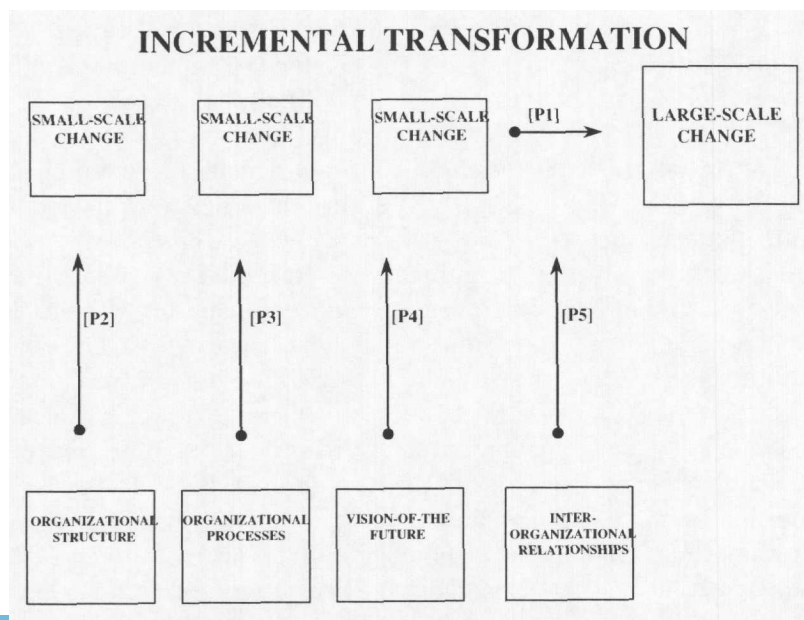 INCREMENTAL TRANSFORMATION
SMALL-SCALE
CHANGE
SMALL-SCALE
CHANGE
SMALL-SCALE
CHANGE
[P1]
LARGE-SCALE
CHANGE
[P2]
[P3]
[P4]
[P5]
ORGANIZATIONAL
STRUCTURE
ORGANIZATIONAL
PROCESSES
VISION-OF-THE
FUTURE
INTER-
ORGANIZATIONAL
RELATIONSHIPS